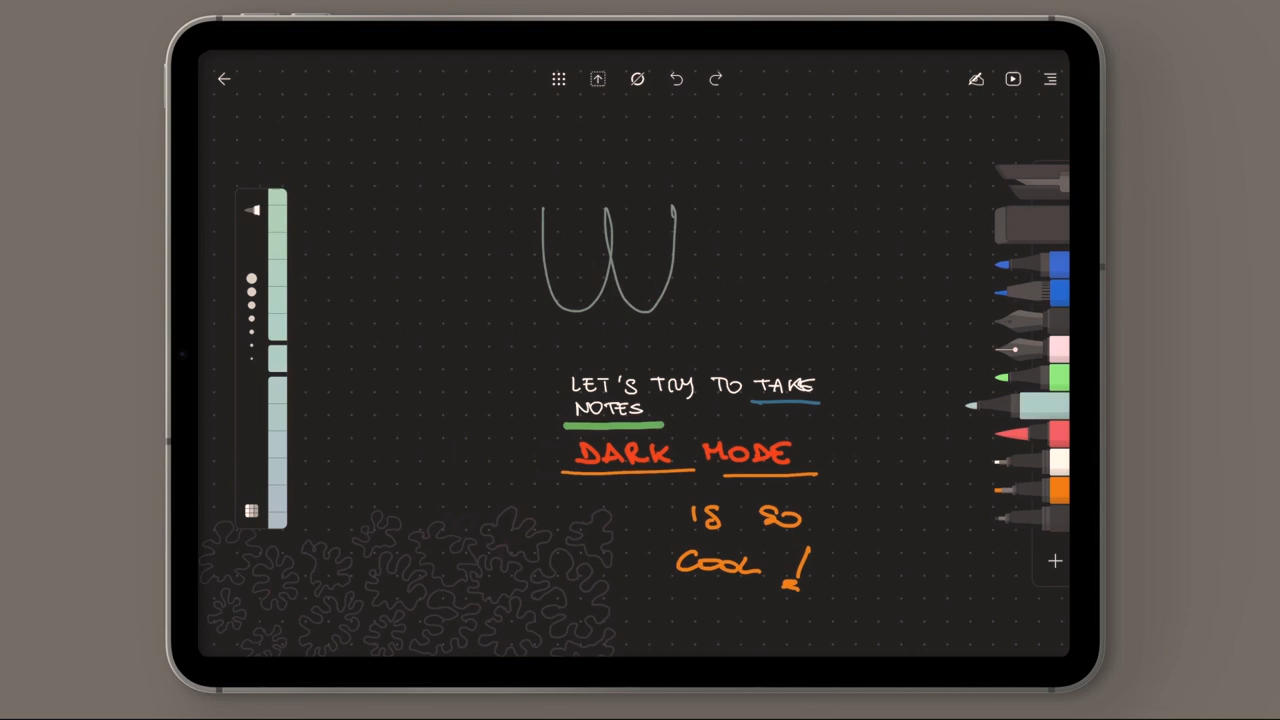 W
LET'S TRY TO TAKE
NOTES
DARK MODE
IS SO
COOL !